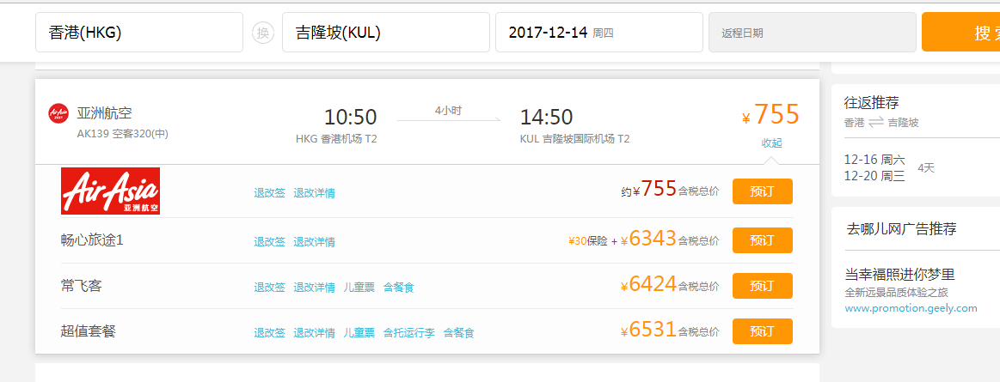 香港(HKG) 换 吉隆坡(KUL) 2017-12-14 周四 返程日期 搜索
亚洲航空
AK139 空客320(中)
10:50
HKG 香港机场 T2
4小时
14:50
KUL 吉隆坡国际机场 T2
¥755
收起
AirAsia
亚洲航空
退改签 退改详情 约¥755含税总价 预订
畅心旅途1 退改签 退改详情 ¥30保险 + ¥6343含税总价 预订
常飞客 退改签 退改详情 儿童票 含餐食 ¥6424含税总价 预订
超值套餐 退改签 退改详情 儿童票 含托运行李 含餐食 ¥6531含税总价 预订
往返推荐
香港 吉隆坡
12-16 周六
12-20 周三
4天
去哪儿网广告推荐
当幸福照进你梦里
全新远景品质体验之旅
www.promotion.geely.com